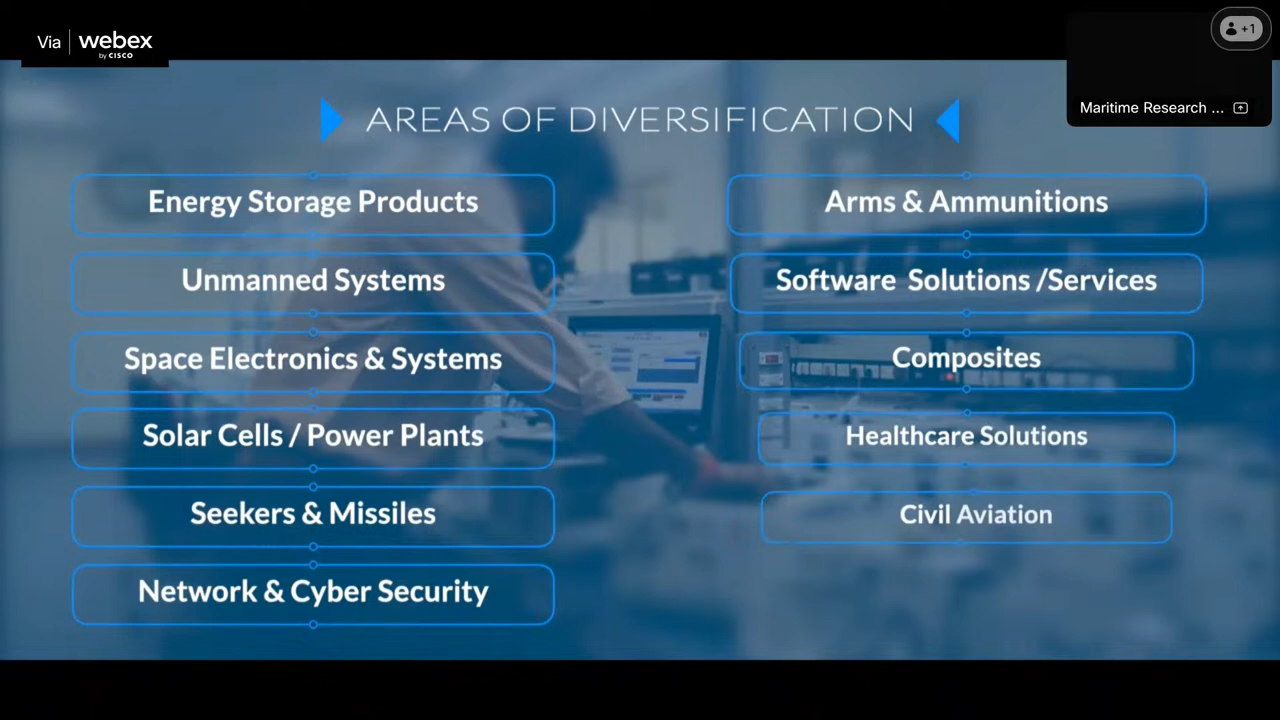 Via webex
by CISCO
+1
Maritime Research ...
AREAS OF DIVERSIFICATION
Energy Storage Products
Unmanned Systems
Space Electronics & Systems
Solar Cells / Power Plants
Seekers & Missiles
Network & Cyber Security
Arms & Ammunitions
Software Solutions /Services
Composites
Healthcare Solutions
Civil Aviation